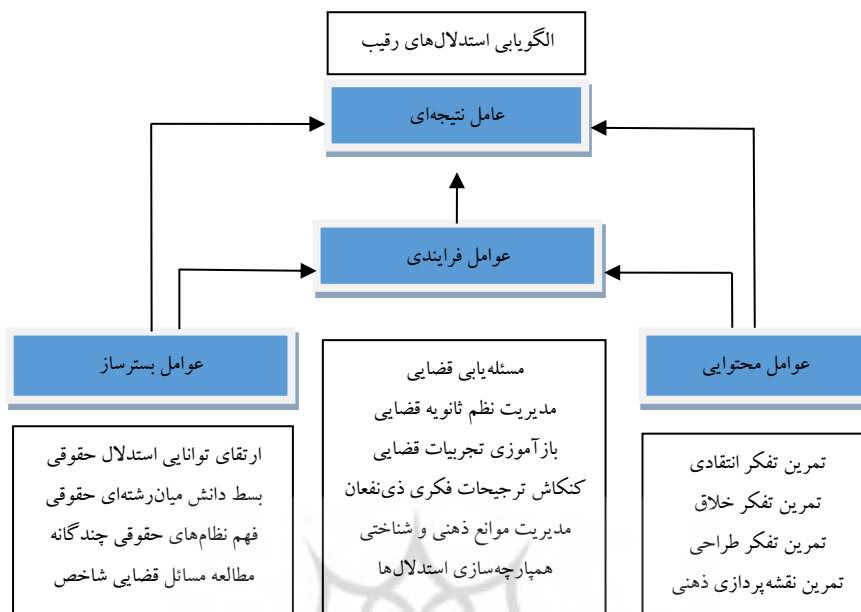 الگویابی استدلال‌های رقیب
عامل نتیجه‌ای
عوامل فرایندی
عوامل محتوایی
عوامل بسترساز
تمرین تفکر انتقادی
تمرین تفکر خلاق
تمرین تفکر طراحی
تمرین نقشه‌پردازی ذهنی
مسئله‌یابی قضایی
مدیریت نظم ثانویه قضایی
بازآموزی تجربیات قضایی
کنکاش ترجیحات فکری ذی‌نفعان
مدیریت موانع ذهنی و شناختی
همپارچه‌سازی استدلال‌ها
ارتقای توانایی استدلال حقوقی
بسط دانش میان‌رشته‌ای حقوقی
فهم نظام‌های حقوقی چندگانه
مطالعه مسائل قضایی شاخص